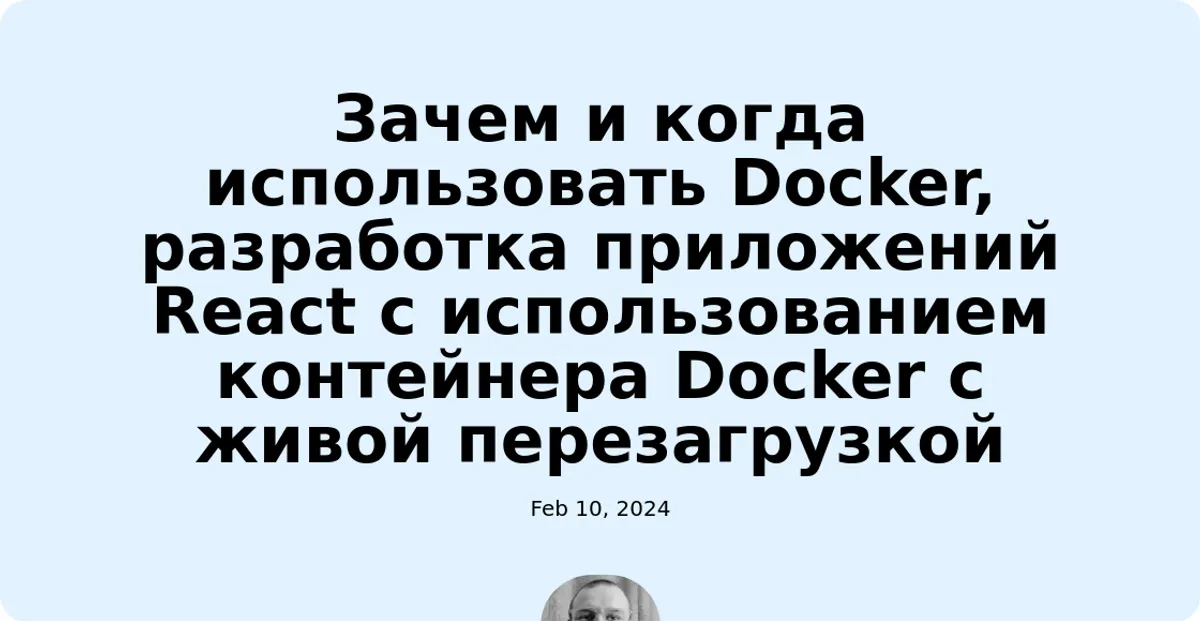 Зачем и когда
использовать Docker,
разработка приложений
React с использованием
контейнера Docker с
живой перезагрузкой
Feb 10, 2024